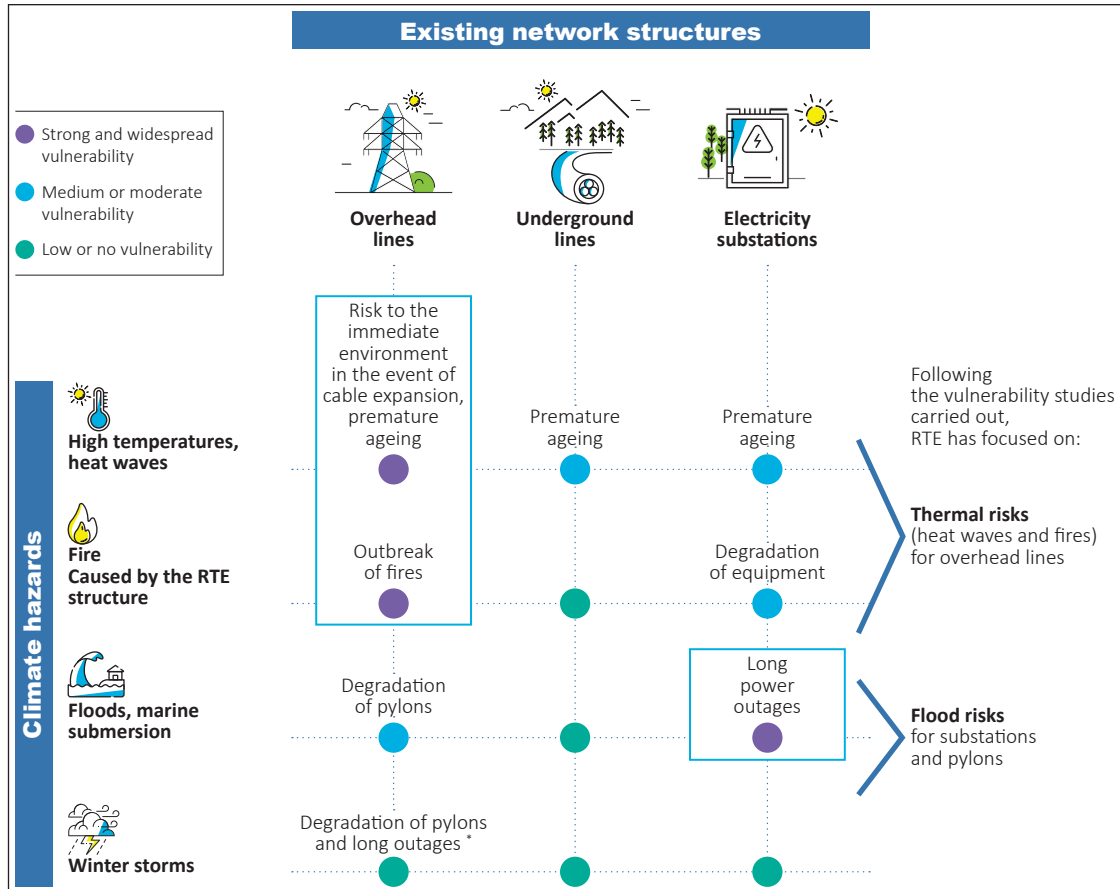 Existing network structures
Strong and widespread
vulnerability
Medium or moderate
vulnerability
Low or no vulnerability
Overhead
lines
Underground
lines
Electricity
substations
Climate hazards
High temperatures,
heat waves
Risk to the
immediate
environment
in the event of
cable expansion,
premature
ageing
Premature
ageing
Premature
ageing
Following
the vulnerability studies
carried out,
RTE has focused on:
Fire
Caused by the RTE
structure
Outbreak
of fires
Degradation
of equipment
Thermal risks
(heat waves and fires)
for overhead lines
Floods, marine
submersion
Degradation
of pylons
Long
power
outages
Flood risks
for substations
and pylons
Winter storms
Degradation of pylons
and long outages *